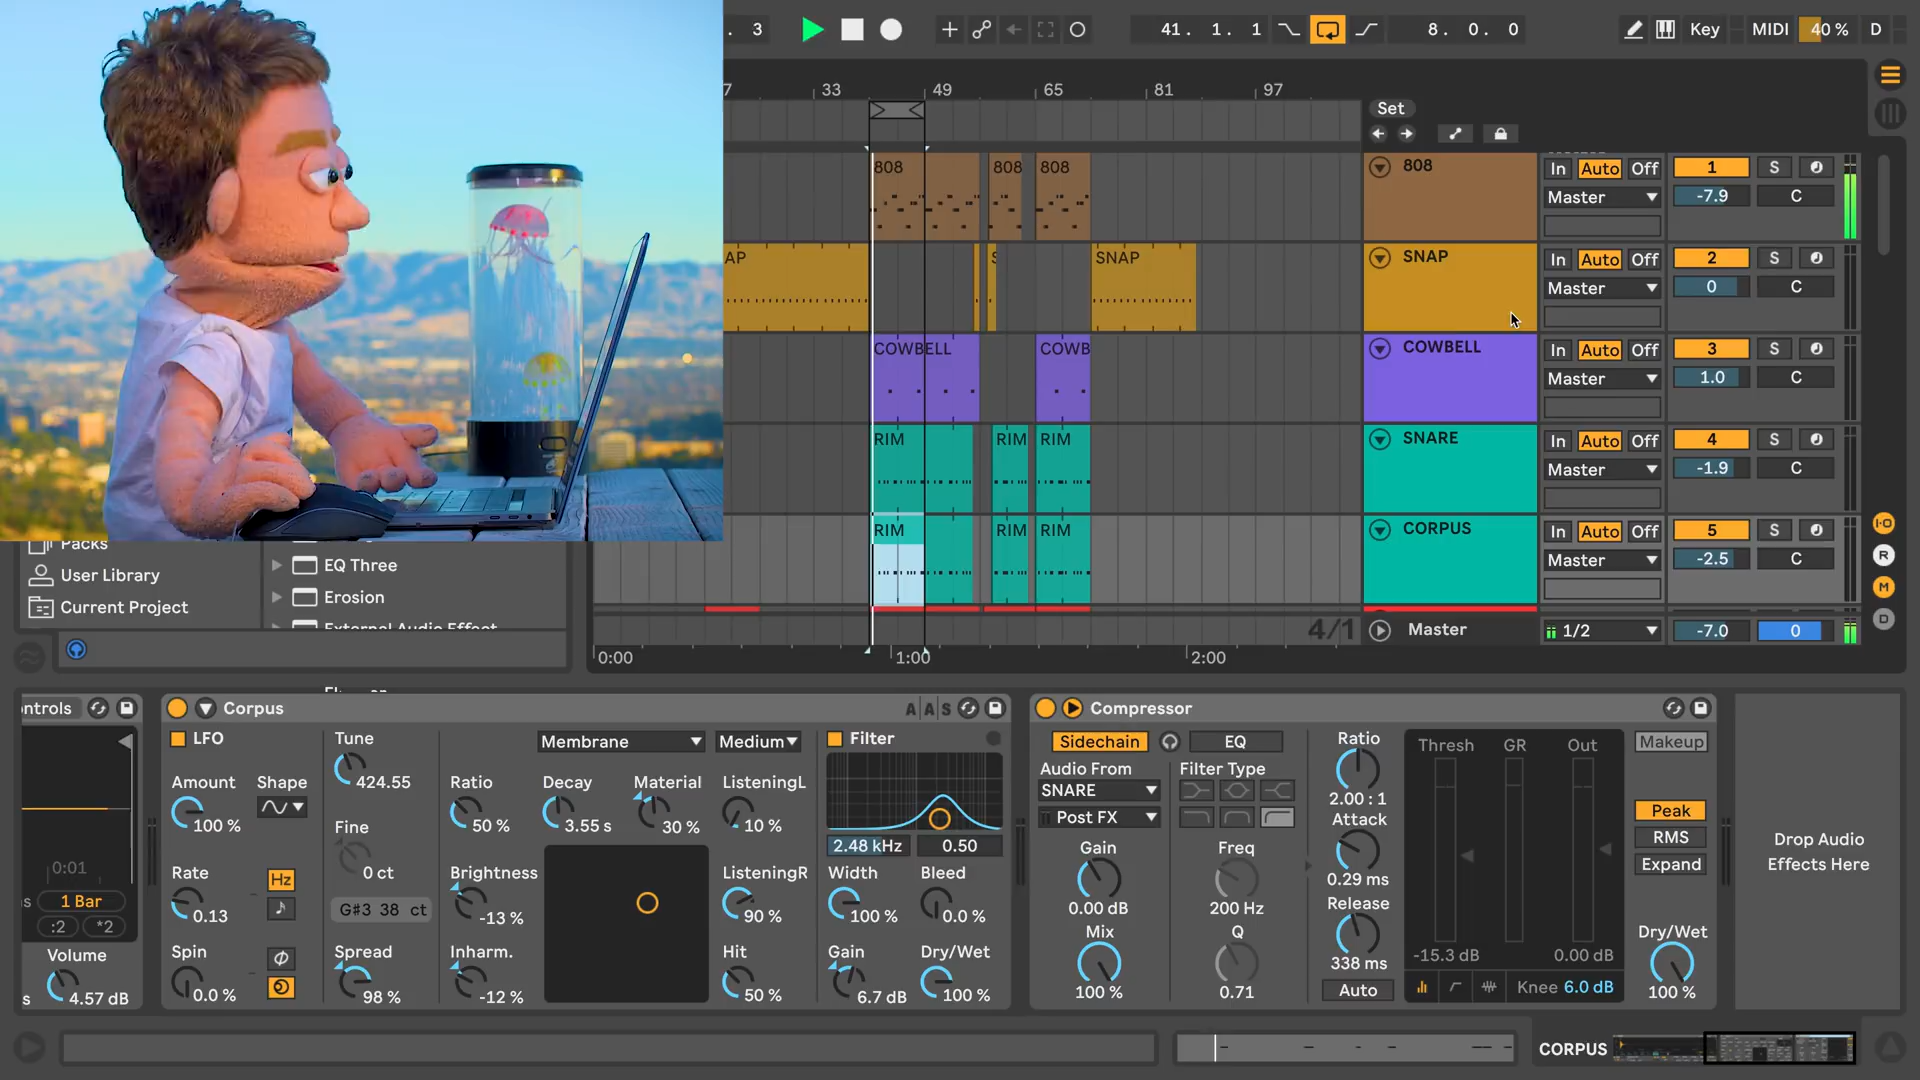 . 3
41. 1. 1
8. 0. 0
Key
MIDI
40 %
D
7
33
49
65
81
97
Set
808
808
808
808
In Auto Off
Master
1
S
-7.9
C
AP
S
SNAP
SNAP
In Auto Off
Master
2
S
0
C
COWBELL
COWB
COWBELL
In Auto Off
Master
3
S
1.0
C
RIM
RIM
RIM
SNARE
In Auto Off
Master
4
S
-1.9
C
RIM
RIM
RIM
CORPUS
In Auto Off
Master
5
S
-2.5
C
I·O
R
M
D
4/1
Master
1/2
-7.0
0
0:00
1:00
2:00
Packs
User Library
Current Project
EQ Three
Erosion
External Audio Effect
ontrols
0:01
s
1 Bar
:2
*2
Volume
s
4.57 dB
Corpus
A|A|S
LFO
Amount
Shape
100 %
Rate
0.13
Hz
Spin
0.0 %
Tune
424.55
Fine
0 ct
G#3 38 ct
Spread
98 %
Membrane
Medium
Ratio
50 %
Decay
3.55 s
Material
30 %
ListeningL
10 %
Brightness
-13 %
ListeningR
90 %
Inharm.
-12 %
Hit
50 %
Filter
2.48 kHz
0.50
Width
100 %
Bleed
0.0 %
Gain
6.7 dB
Dry/Wet
100 %
Compressor
Sidechain
EQ
Audio From
SNARE
Post FX
Filter Type
Gain
0.00 dB
Freq
200 Hz
Mix
100 %
Q
0.71
Ratio
2.00 : 1
Attack
0.29 ms
Release
338 ms
Auto
Thresh
GR
Out
-15.3 dB
0.00 dB
Knee 6.0 dB
Makeup
Peak
RMS
Expand
Dry/Wet
100 %
Drop Audio
Effects Here
CORPUS